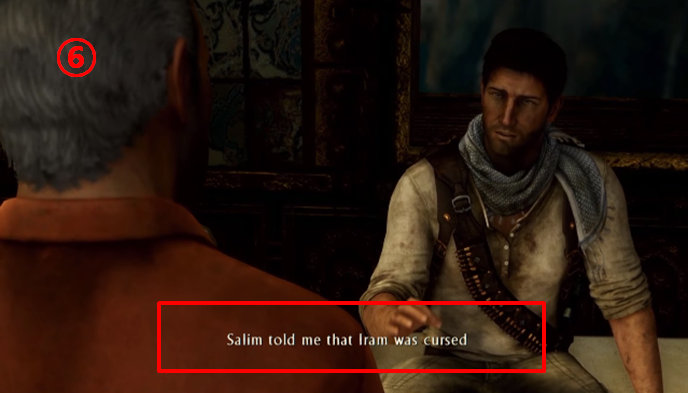 ⑥
Salim told me that Iram was cursed